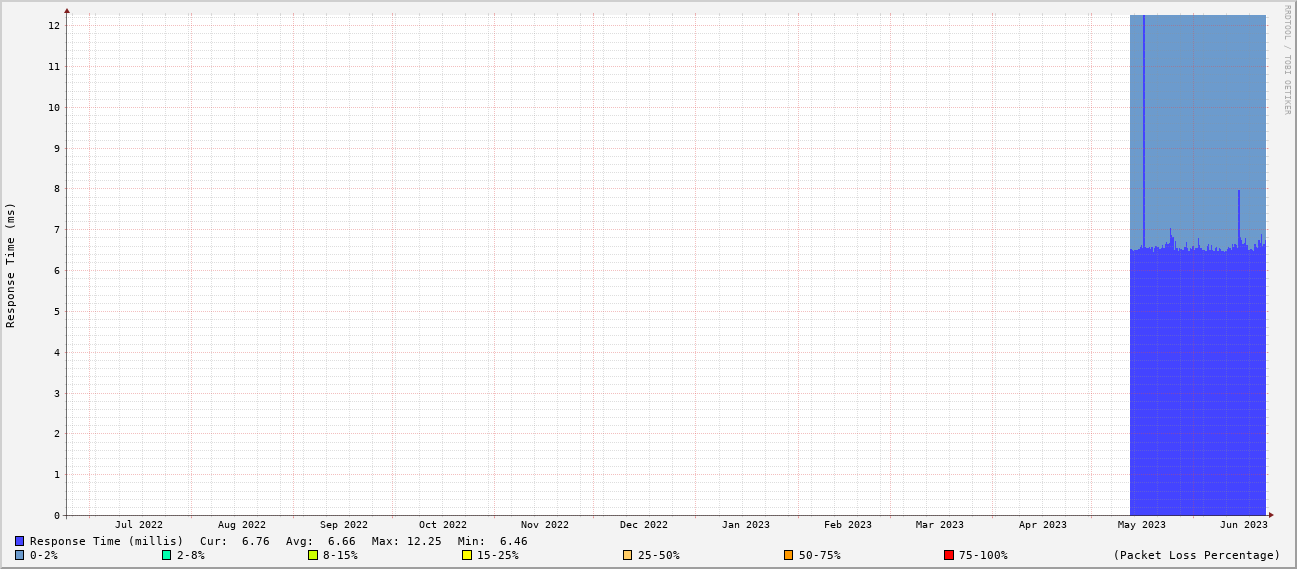 RRDTOOL / TOBI OETIKER
Response Time (ms)
12
11
10
9
8
7
6
5
4
3
2
1
0
Jul 2022 Aug 2022 Sep 2022 Oct 2022 Nov 2022 Dec 2022 Jan 2023 Feb 2023 Mar 2023 Apr 2023 May 2023 Jun 2023
Response Time (millis) Cur: 6.76 Avg: 6.66 Max: 12.25 Min: 6.46
0-2% 2-8% 8-15% 15-25% 25-50% 50-75% 75-100% (Packet Loss Percentage)